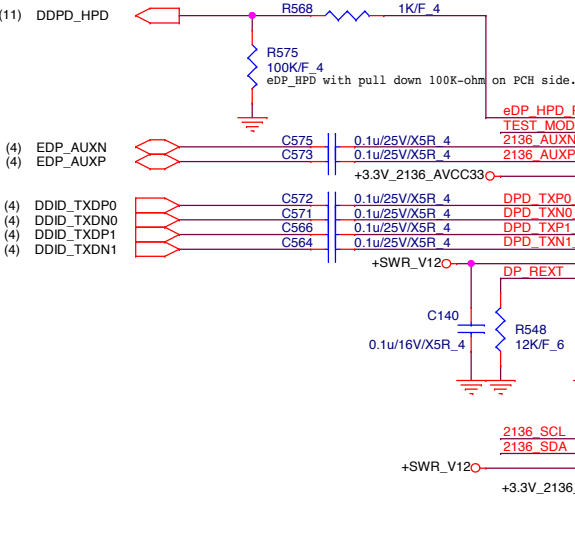 (11) DDPD_HPD R568 1K/F_4
R575
100K/F_4
eDP_HPD with pull down 100K-ohm on PCH side.
eDP_HPD_
TEST_MOD
(4) EDP_AUXN C575 0.1u/25V/X5R_4 2136_AUXN
(4) EDP_AUXP C573 0.1u/25V/X5R_4 2136_AUXP
+3.3V_2136_AVCC33
(4) DDID_TXDP0 C572 0.1u/25V/X5R_4 DPD_TXP0
(4) DDID_TXDN0 C571 0.1u/25V/X5R_4 DPD_TXN0
(4) DDID_TXDP1 C566 0.1u/25V/X5R_4 DPD_TXP1
(4) DDID_TXDN1 C564 0.1u/25V/X5R_4 DPD_TXN1
+SWR_V12
DP_REXT
C140
R548
0.1u/16V/X5R_4 12K/F_6
2136_SCL
2136_SDA
+SWR_V12
+3.3V_2136_